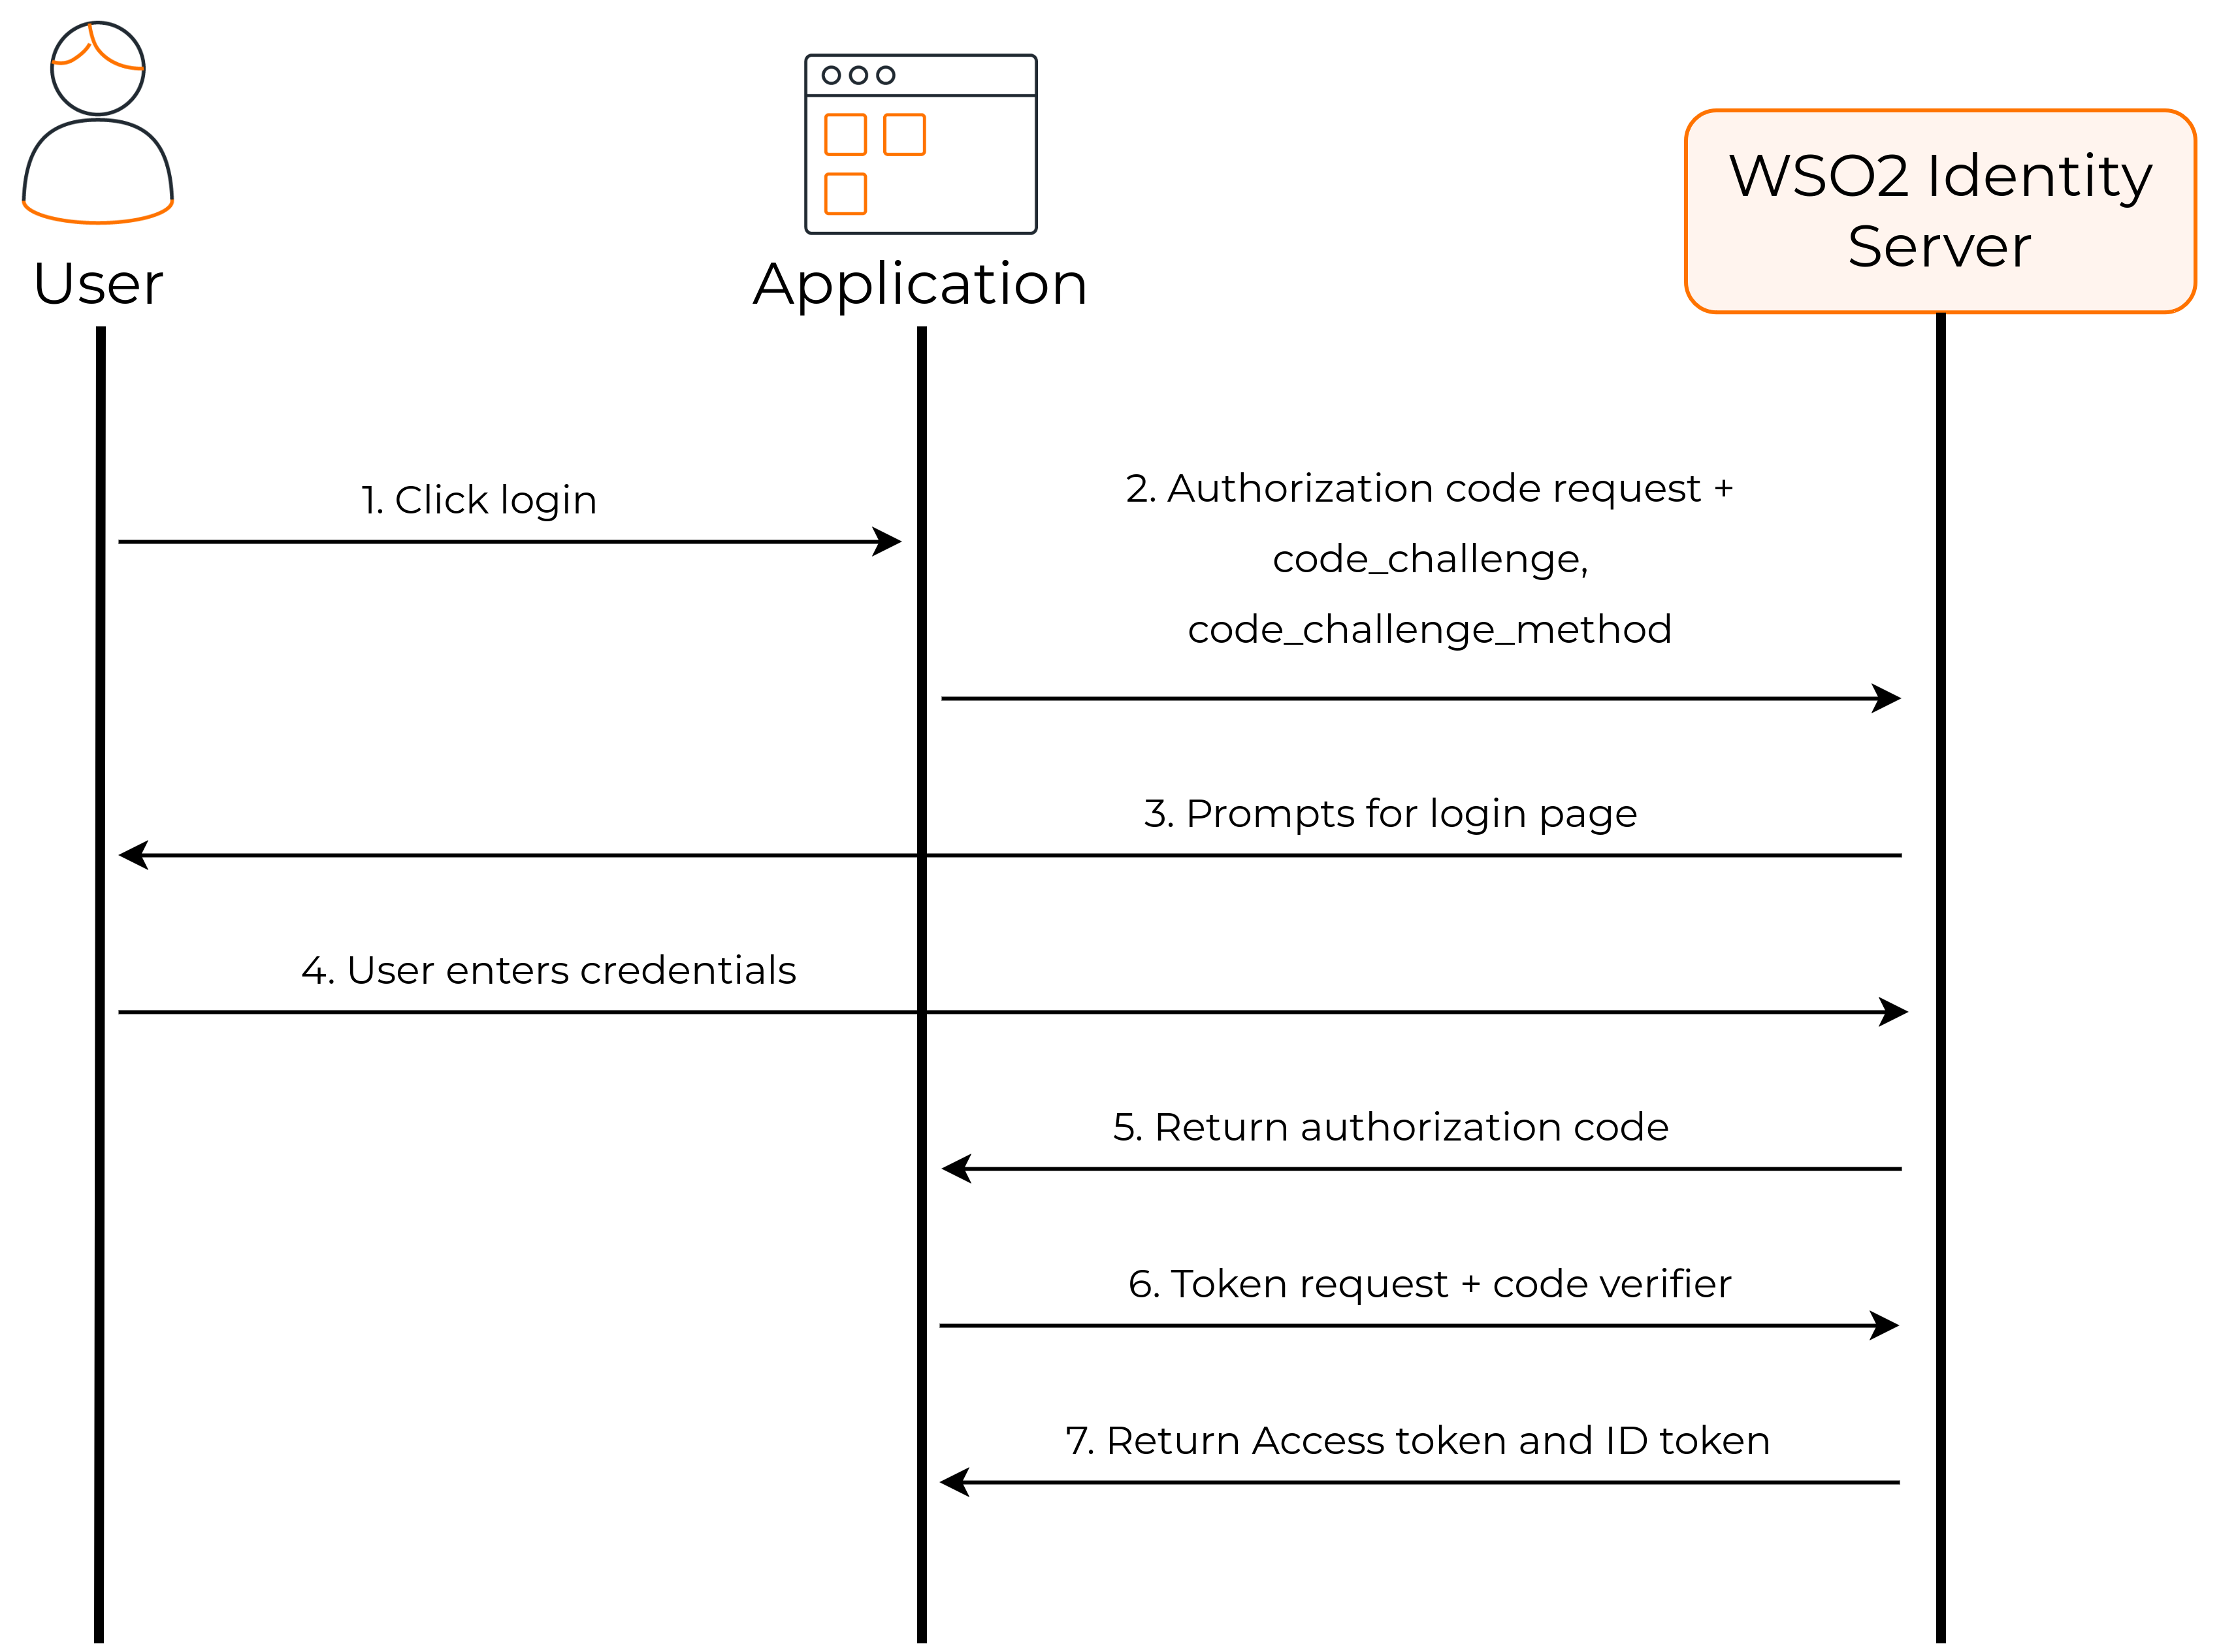 User
Application
WSO2 Identity
Server
1. Click login
2. Authorization code request +
code_challenge,
code_challenge_method
3. Prompts for login page
4. User enters credentials
5. Return authorization code
6. Token request + code verifier
7. Return Access token and ID token